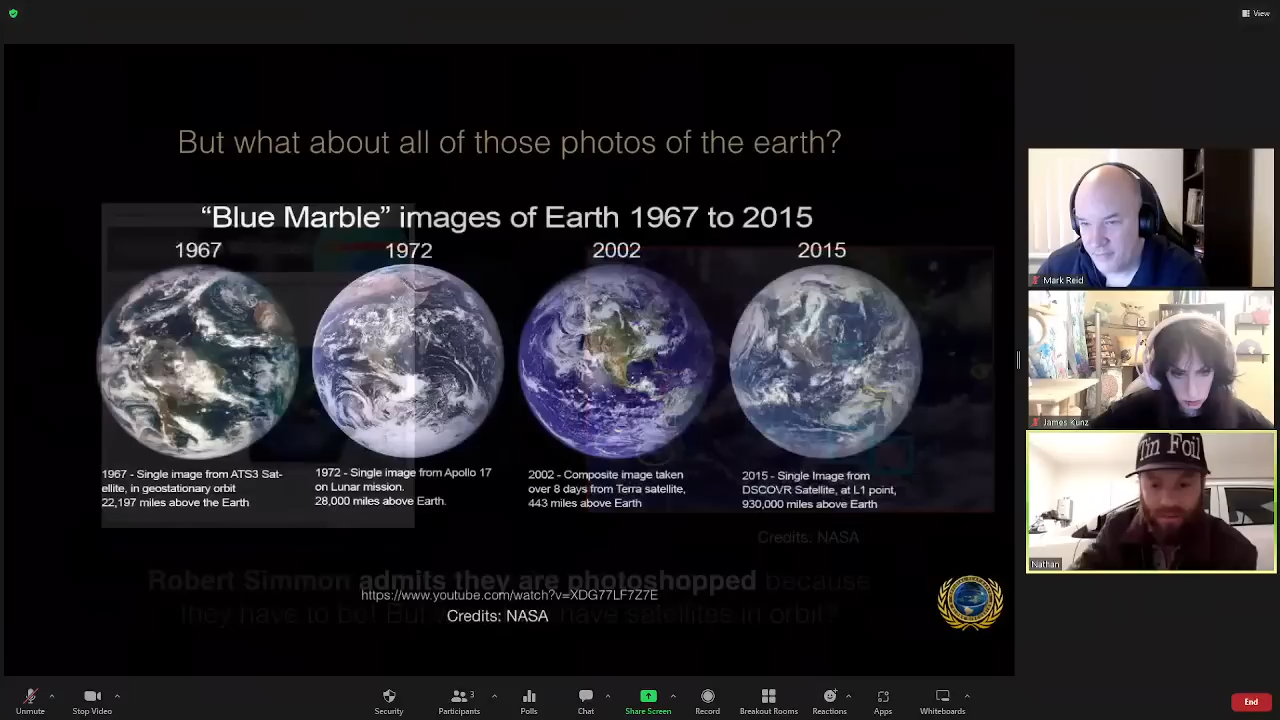 View
But what about all of those photos of the earth?
“Blue Marble” images of Earth 1967 to 2015
1967 1972 2002 2015
1967 - Single image from ATS3 Sat-
ellite, in geostationary orbit
22,197 miles above the Earth
1972 - Single image from Apollo 17
on Lunar mission.
28,000 miles above Earth.
2002 - Composite image taken
over 8 days from Terra satellite,
443 miles above Earth
2015 - Single Image from
DSCOVR Satellite, at L1 point,
930,000 miles above Earth
Credits: NASA
Robert Simmon admits they are photoshopped because
https://www.youtube.com/watch?v=XDG77LF7Z7E
they have to be! But have satellites in orbit?
Credits: NASA
Mark Reid
James Kunz
Tin Foil
Nathan
Unmute
Stop Video
Security
Participants 3
Polls
Chat
Share Screen
Record
Breakout Rooms
Reactions
Apps
Whiteboards
End